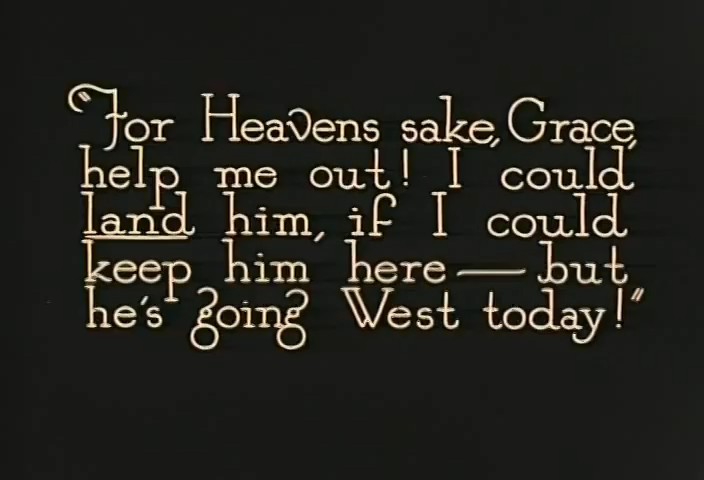 "For Heavens sake, Grace,
help me out! I could
land him, if I could
keep him here — but
he's going West today!"